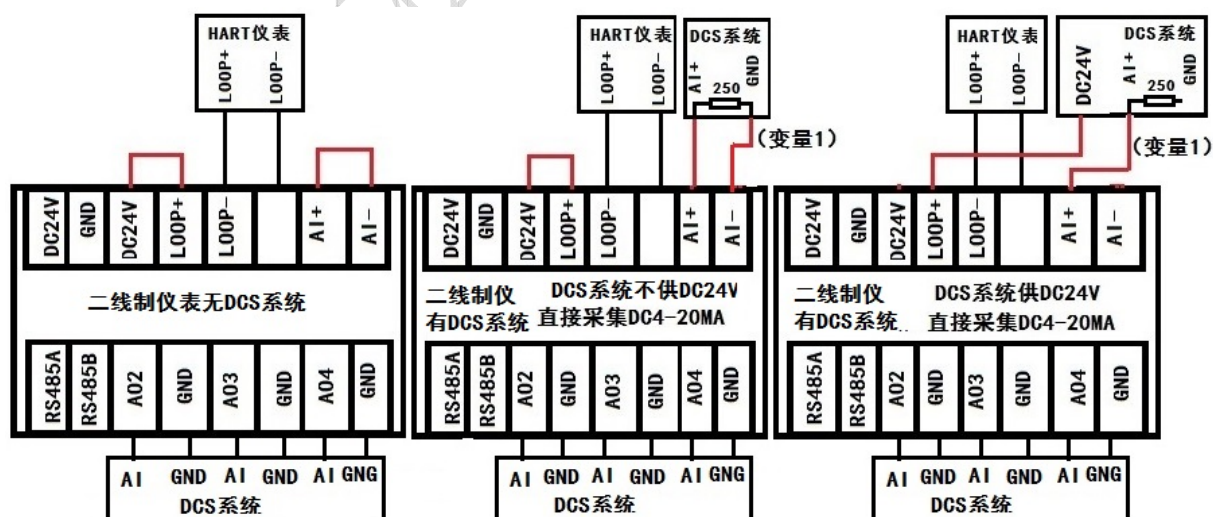 HART仪表
LOOP+
LOOP-
DC24V
GND
DC24V
LOOP+
LOOP-
AI+
AI-
二线制仪表无DCS系统
RS485A
RS485B
AO2
GND
AO3
GND
AO4
GND
AI GND AI GND AI GNG
DCS系统
HART仪表
LOOP+
LOOP-
DCS系统
AI+
250
GND
(变量1)
DC24V
GND
DC24V
LOOP+
LOOP-
AI+
AI-
二线制仪 DCS系统不供DC24V
有DCS系统 直接采集DC4-20MA
RS485A
RS485B
AO2
GND
AO3
GND
AO4
GND
AI GND AI GND AI GNG
DCS系统
HART仪表
LOOP+
LOOP-
DCS系统
DC24V
AI+
250
GND
(变量1)
DC24V
GND
DC24V
LOOP+
LOOP-
AI+
AI-
二线制仪 DCS系统供DC24V
有DCS系统.. 直接采集DC4-20MA
RS485A
RS485B
AO2
GND
AO3
GND
AO4
GND
AI GND AI GND AI GNG
DCS系统